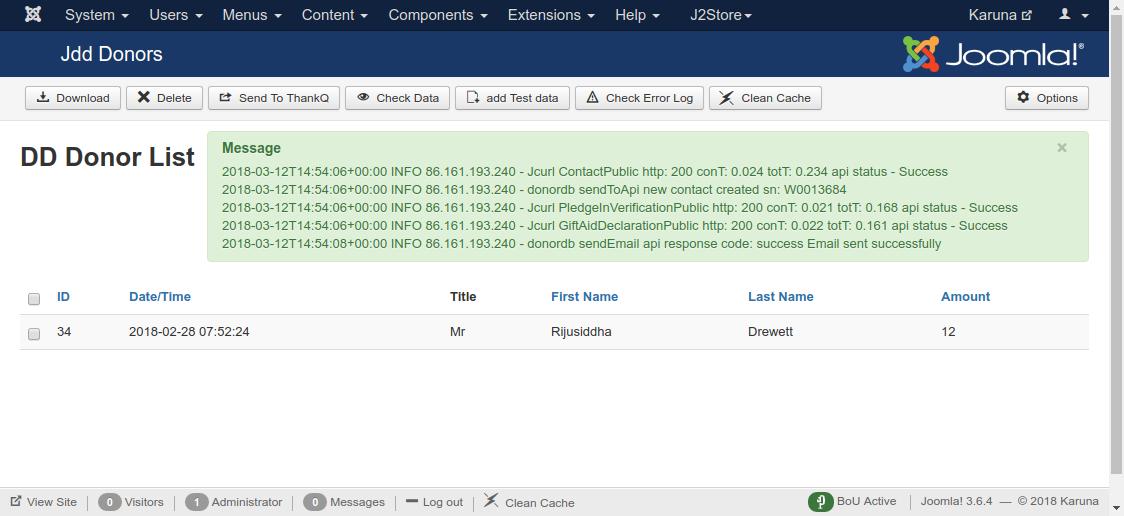 System Users Menus Content Components Extensions Help J2Store Karuna
Jdd Donors Joomla!®
Download Delete Send To ThankQ Check Data add Test data Check Error Log Clean Cache Options
DD Donor List
Message ×
2018-03-12T14:54:06+00:00 INFO 86.161.193.240 - Jcurl ContactPublic http: 200 conT: 0.024 totT: 0.234 api status - Success
2018-03-12T14:54:06+00:00 INFO 86.161.193.240 - donordb sendToApi new contact created sn: W0013684
2018-03-12T14:54:06+00:00 INFO 86.161.193.240 - Jcurl PledgeInVerificationPublic http: 200 conT: 0.021 totT: 0.168 api status - Success
2018-03-12T14:54:06+00:00 INFO 86.161.193.240 - Jcurl GiftAidDeclarationPublic http: 200 conT: 0.022 totT: 0.161 api status - Success
2018-03-12T14:54:08+00:00 INFO 86.161.193.240 - donordb sendEmail api response code: success Email sent successfully
ID Date/Time Title First Name Last Name Amount
34 2018-02-28 07:52:24 Mr Rijusiddha Drewett 12
View Site 0 Visitors 1 Administrator 0 Messages Log out Clean Cache BoU Active Joomla! 3.6.4 — © 2018 Karuna